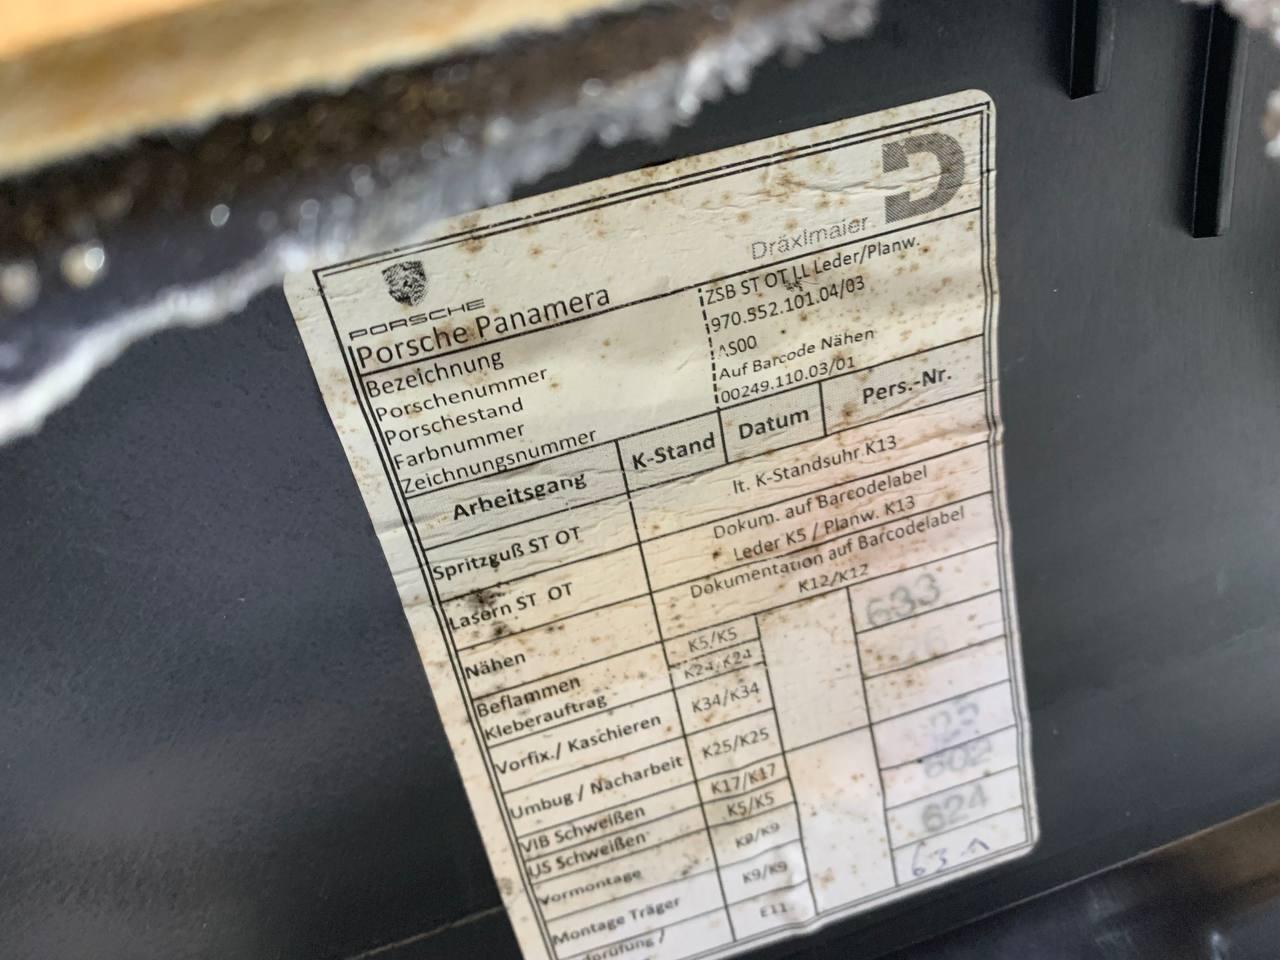 PORSCHE
Dräxlmaier
Porsche Panamera
Bezeichnung ZSB ST OT LL Leder/Planw.
Porschenummer 970.552.101.04/03
Porschestand AS00
Farbnummer Auf Barcode Nähen
Zeichnungsnummer 00249.110.03/01
Arbeitsgang K-Stand Datum Pers.-Nr.
Spritzguß ST OT lt. K-Standsuhr K13
Lasern ST OT Dokum. auf Barcodelabel
Leder K5 / Planw. K13
Nähen Dokumentation auf Barcodelabel
K12/K12
Beflammen K5/K5 633
Kleberauftrag K24/K24
Vorfix./ Kaschieren K34/K34
Umbug / Nacharbeit K25/K25
VIB Schweißen K17/K17 602
US Schweißen K5/K5
Vormontage K8/K9 624
Montage Träger K9/K9
E11